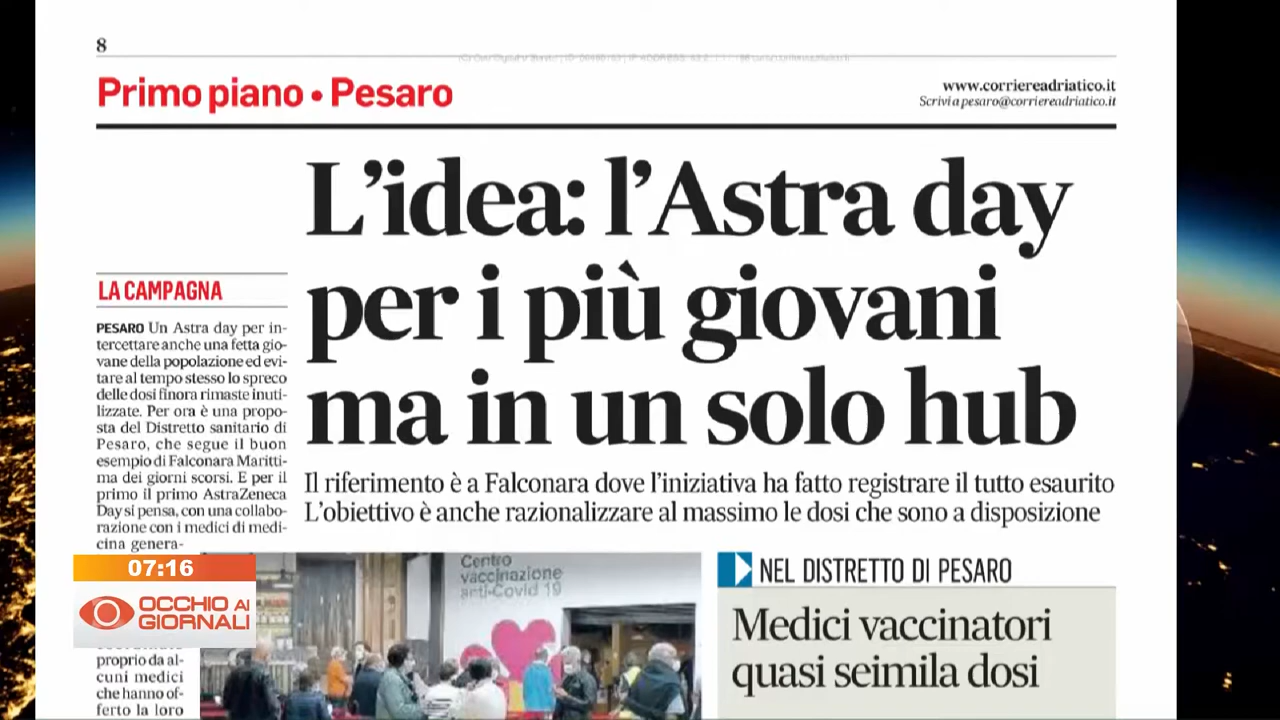 8
Primo piano • Pesaro
www.corriereadriatico.it
Scrivi a pesaro@corriereadriatico.it
L'idea: l'Astra day
per i più giovani
ma in un solo hub
Il riferimento è a Falconara dove l'iniziativa ha fatto registrare il tutto esaurito
L'obiettivo è anche razionalizzare al massimo le dosi che sono a disposizione
LA CAMPAGNA
PESARO Un Astra day per in-
tercettare anche una fetta gio-
vane della popolazione ed evi-
tare al tempo stesso lo spreco
delle dosi finora rimaste inuti-
lizzate. Per ora è una propo-
sta del Distretto sanitario di
Pesaro, che segue il buon
esempio di Falconara Maritti-
ma dei giorni scorsi. E per il
primo il primo AstraZeneca
Day si pensa, con una collabo-
razione con i medici di medi-
cina genera-
proprio da al-
cuni medici
che hanno of-
ferto la loro
07:16
OCCHIO AI
GIORNALI
Centro
vaccinazione
anti-Covid 19
NEL DISTRETTO DI PESARO
Medici vaccinatori
quasi seimila dosi